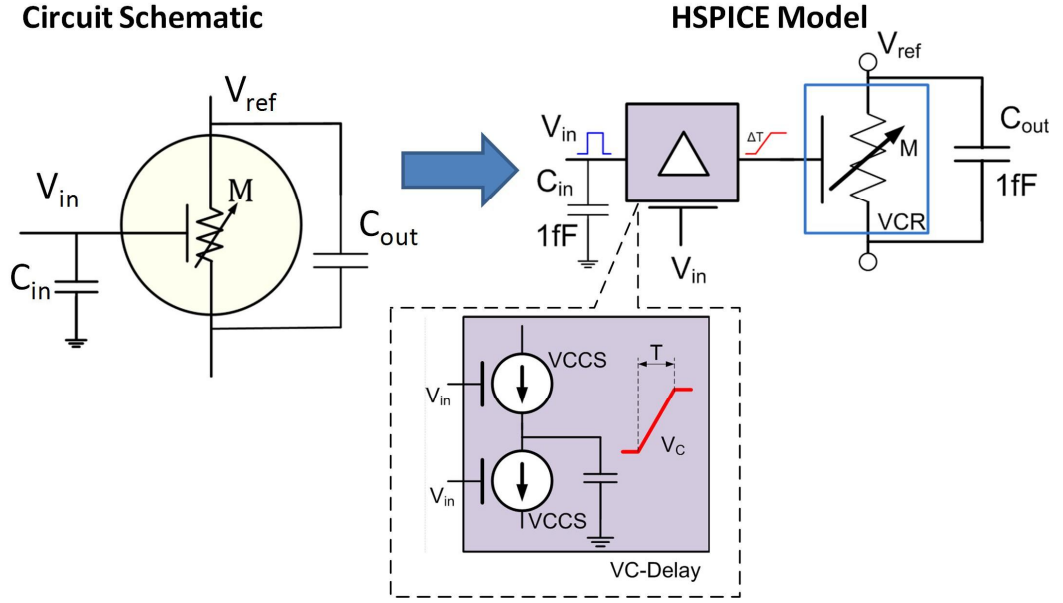 Circuit Schematic
HSPICE Model
Vref
Vin
M
Cin
Cout
Vref
Vin
ΔT
Cin
1fF
Vin
M
VCR
Cout
1fF
VCCS
Vin
T
VC
Vin
VCCS
VC-Delay